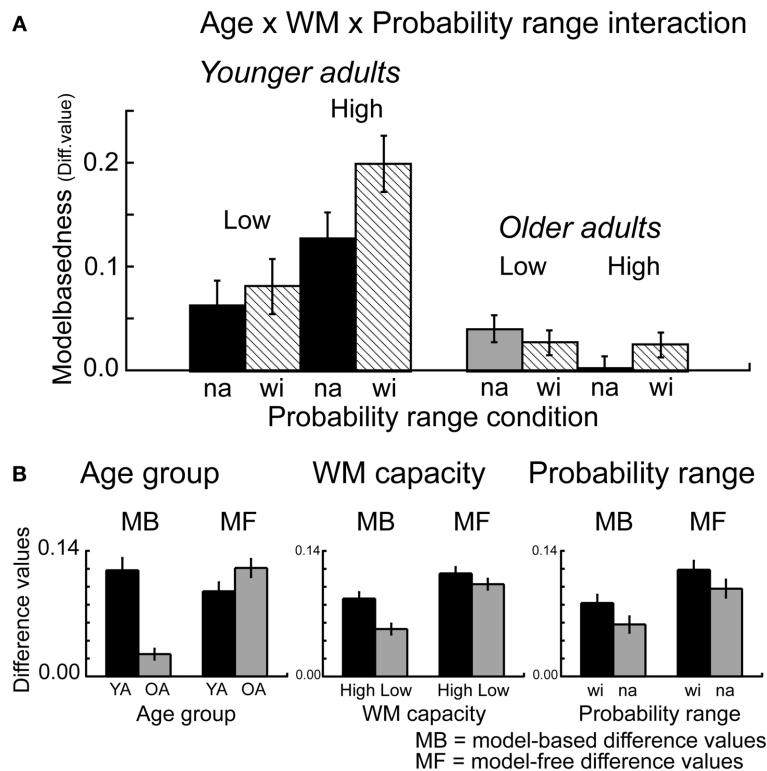 A Age x WM x Probability range interaction
Younger adults
High
Low
Older adults
Low High
Modelbasedness (Diff.value)
0.2
0.1
0.0
na wi na wi na wi na wi
Probability range condition
B Age group WM capacity Probability range
MB MF MB MF MB MF
Difference values
0.14 0.14 0.14
0.00 0.00 0.00
YA OA YA OA High Low High Low wi na wi na
Age group WM capacity Probability range
MB = model-based difference values
MF = model-free difference values